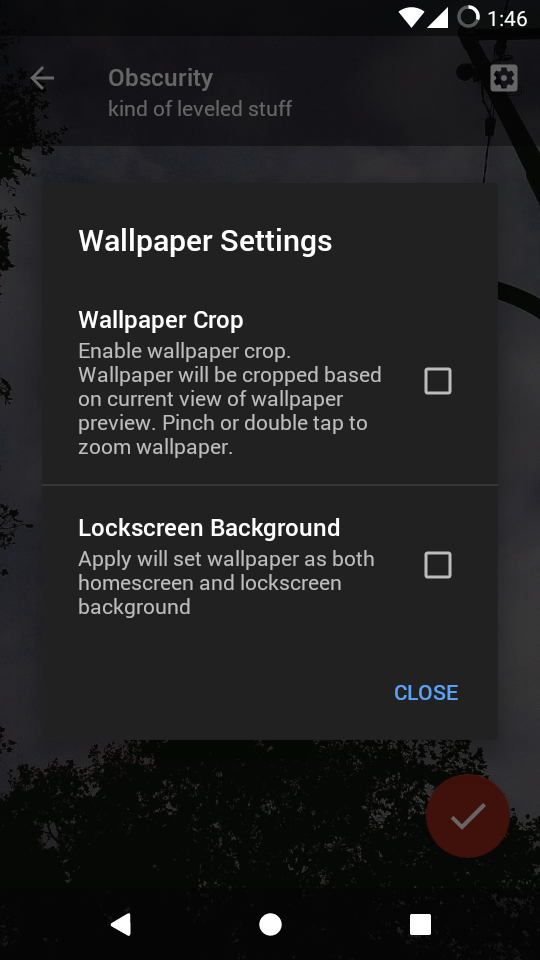 1:46
Obscurity
kind of leveled stuff
Wallpaper Settings
Wallpaper Crop
Enable wallpaper crop.
Wallpaper will be cropped based
on current view of wallpaper
preview. Pinch or double tap to
zoom wallpaper.
Lockscreen Background
Apply will set wallpaper as both
homescreen and lockscreen
background
CLOSE